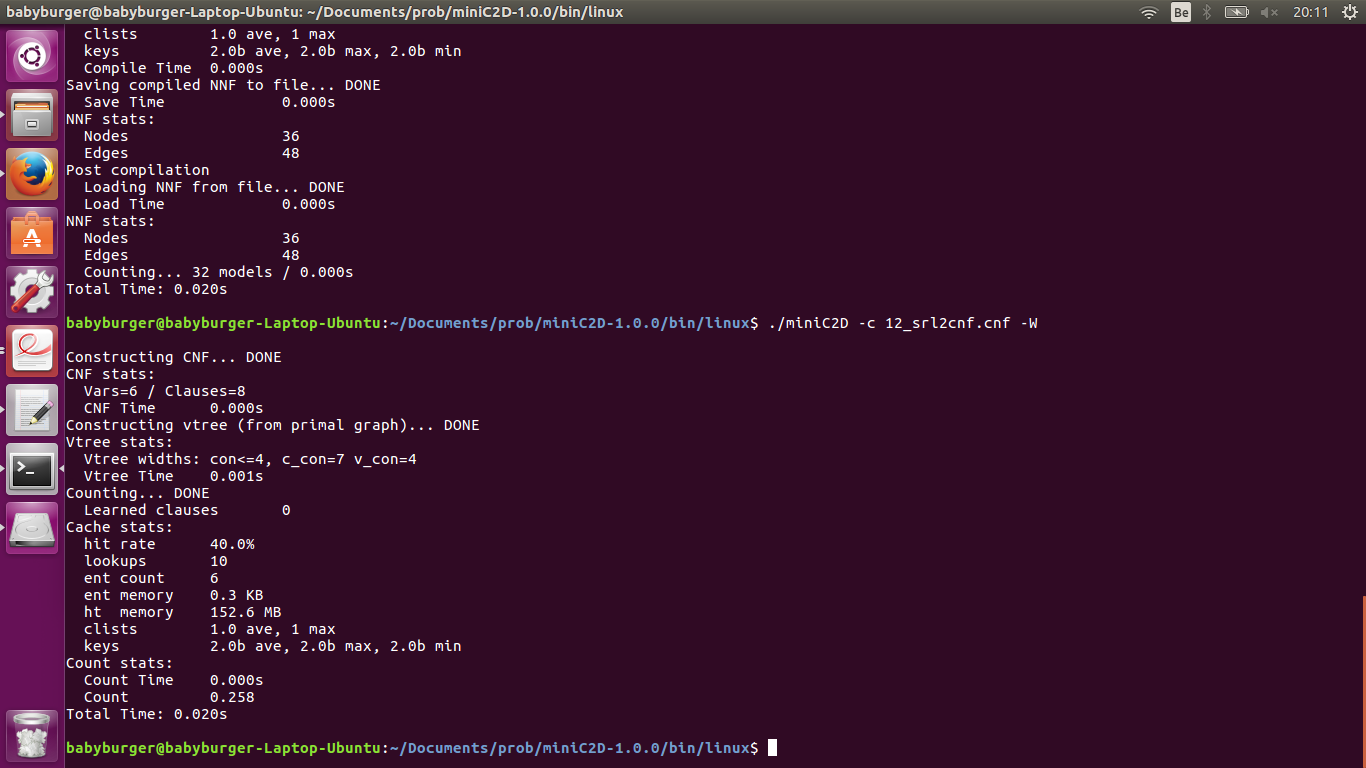 babyburger@babyburger-Laptop-Ubuntu: ~/Documents/prob/miniC2D-1.0.0/bin/linux
Be
20:11
clists 1.0 ave, 1 max
keys 2.0b ave, 2.0b max, 2.0b min
Compile Time 0.000s
Saving compiled NNF to file... DONE
Save Time 0.000s
NNF stats:
Nodes 36
Edges 48
Post compilation
Loading NNF from file... DONE
Load Time 0.000s
NNF stats:
Nodes 36
Edges 48
Counting... 32 models / 0.000s
Total Time: 0.020s
babyburger@babyburger-Laptop-Ubuntu:~/Documents/prob/miniC2D-1.0.0/bin/linux$ ./miniC2D -c 12_srl2cnf.cnf -W
Constructing CNF... DONE
CNF stats:
Vars=6 / Clauses=8
CNF Time 0.000s
Constructing vtree (from primal graph)... DONE
Vtree stats:
Vtree widths: con<=4, c_con=7 v_con=4
Vtree Time 0.001s
Counting... DONE
Learned clauses 0
Cache stats:
hit rate 40.0%
lookups 10
ent count 6
ent memory 0.3 KB
ht memory 152.6 MB
clists 1.0 ave, 1 max
keys 2.0b ave, 2.0b max, 2.0b min
Count stats:
Count Time 0.000s
Count 0.258
Total Time: 0.020s
babyburger@babyburger-Laptop-Ubuntu:~/Documents/prob/miniC2D-1.0.0/bin/linux$